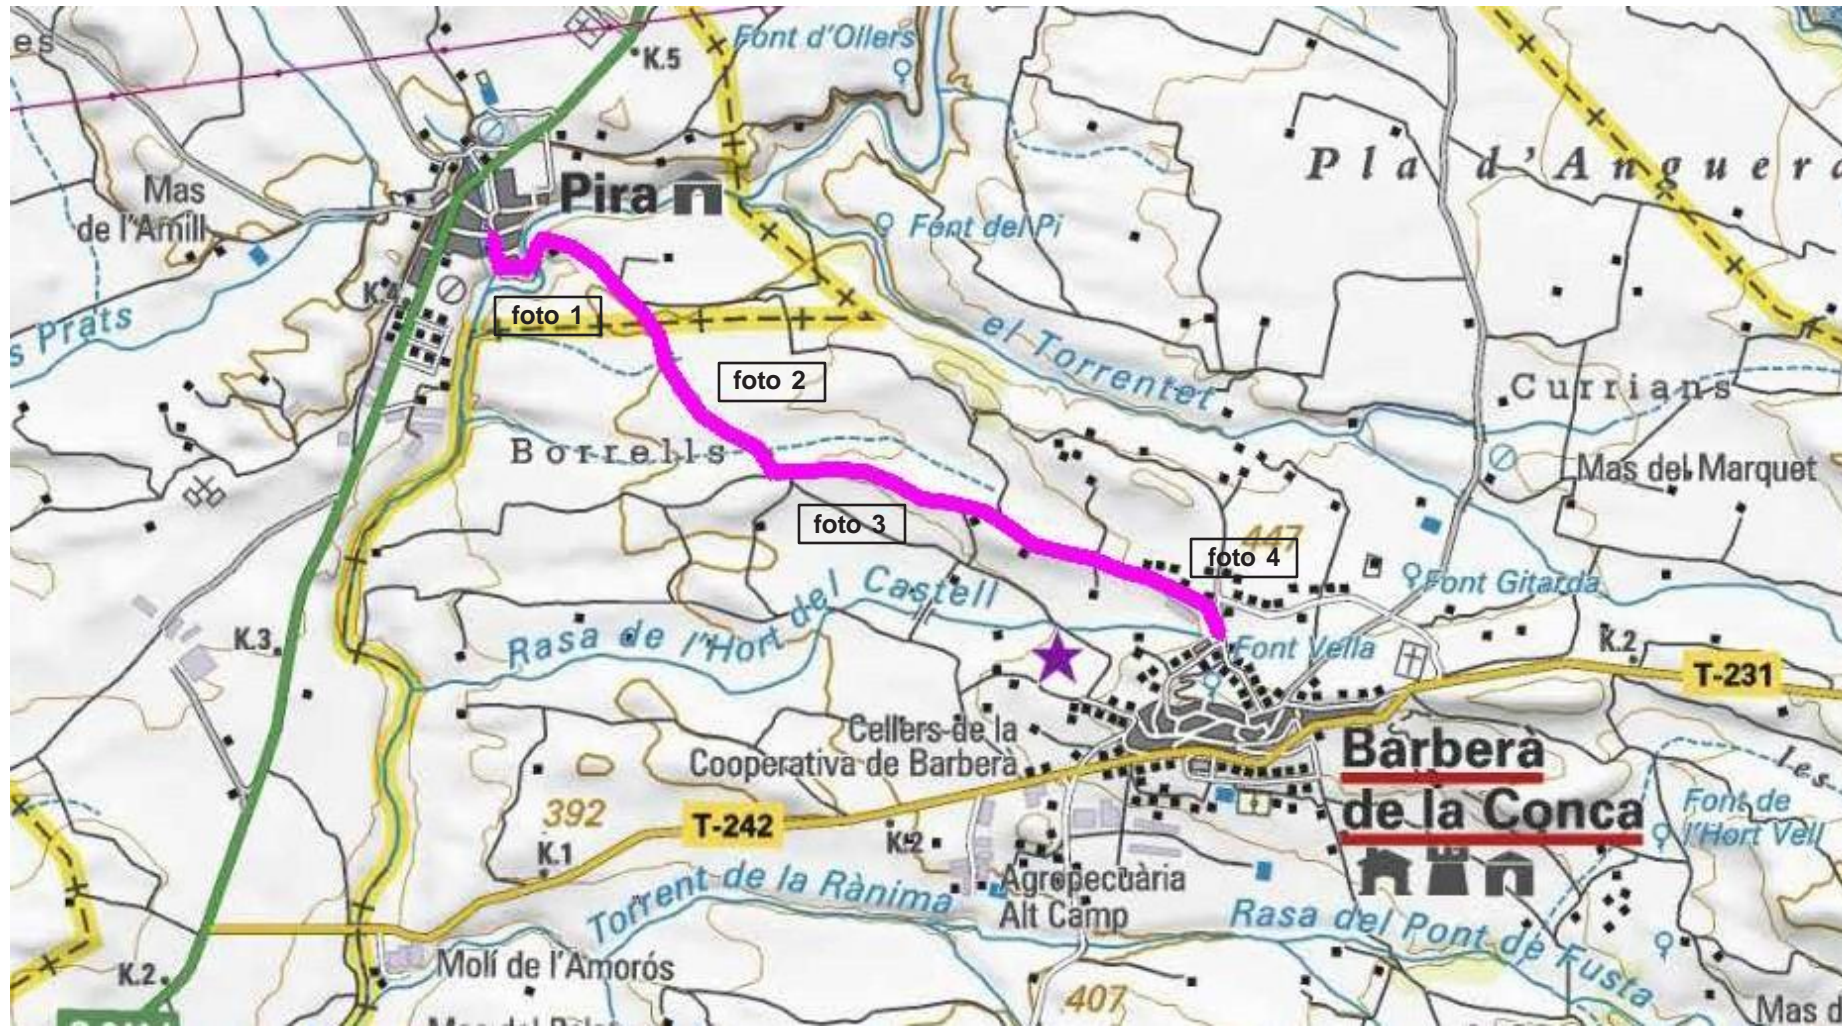 es
Font d'Ollers
K.5
Pla d'Anguera
Mas
de l'Amill
Pira
Font del Pi
K.4
s Prats
foto 1
el Torrentet
foto 2
Currians
Borrells
Mas del Marquet
foto 3
447
foto 4
Font Gitarda
Rasa de l'Hort del Castell
K.3
Font Vella
K.2
T-231
Cellers de la
Cooperativa de Barberà
Barberà
de la Conca
les
392
T-242
K.2
K.1
Font de
l'Hort Vell
Torrent de la Rànima
Agropecuària
Alt Camp
Rasa del Pont de Fusta
Molí de l'Amorós
K.2
407
Mas d